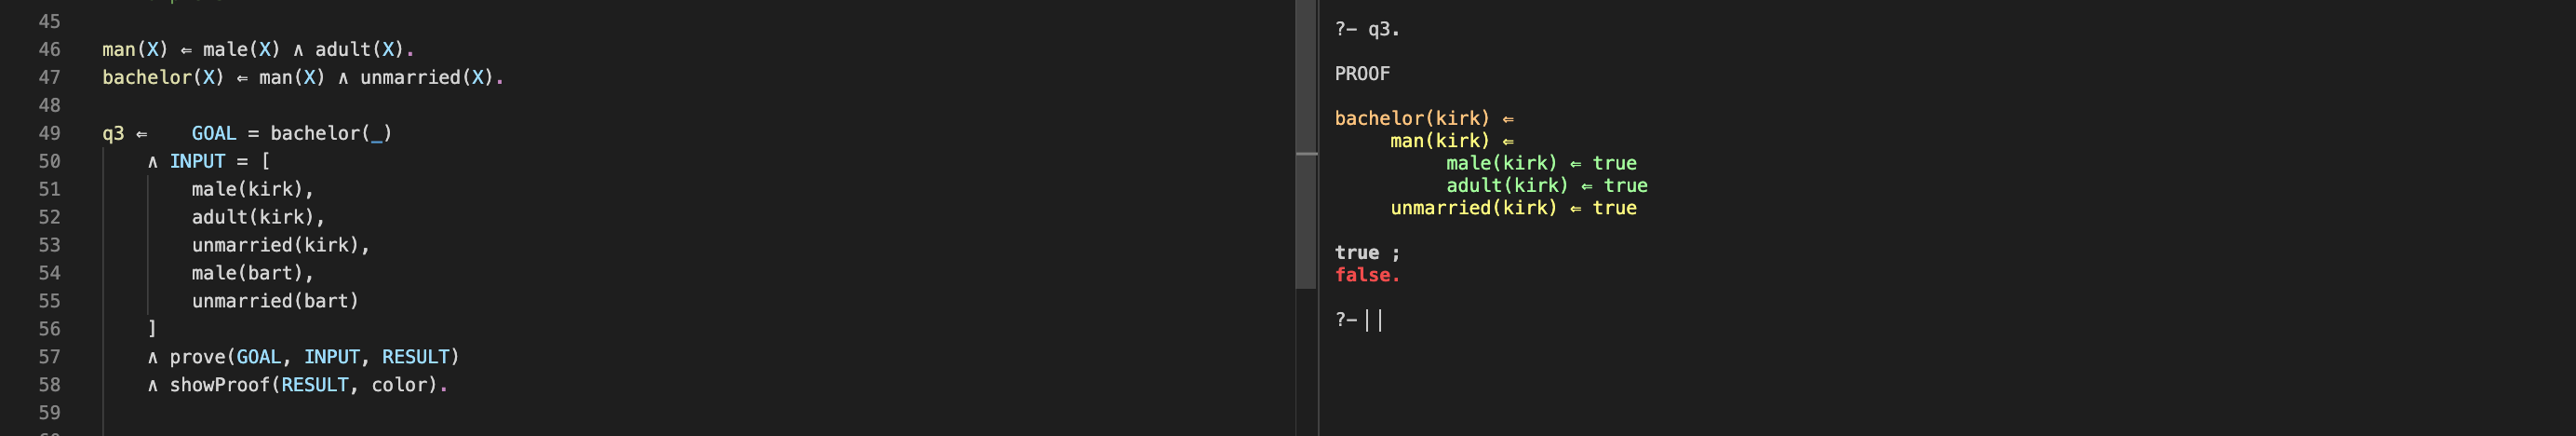 45
46 man(X) ⇐ male(X) ∧ adult(X).
47 bachelor(X) ⇐ man(X) ∧ unmarried(X).
48
49 q3 ⇐    GOAL = bachelor(_)
50     ∧ INPUT = [
51         male(kirk),
52         adult(kirk),
53         unmarried(kirk),
54         male(bart),
55         unmarried(bart)
56     ]
57     ∧ prove(GOAL, INPUT, RESULT)
58     ∧ showProof(RESULT, color).
59
?- q3.
PROOF
bachelor(kirk) ⇐
     man(kirk) ⇐
          male(kirk) ⇐ true
          adult(kirk) ⇐ true
     unmarried(kirk) ⇐ true
true ;
false.
?-